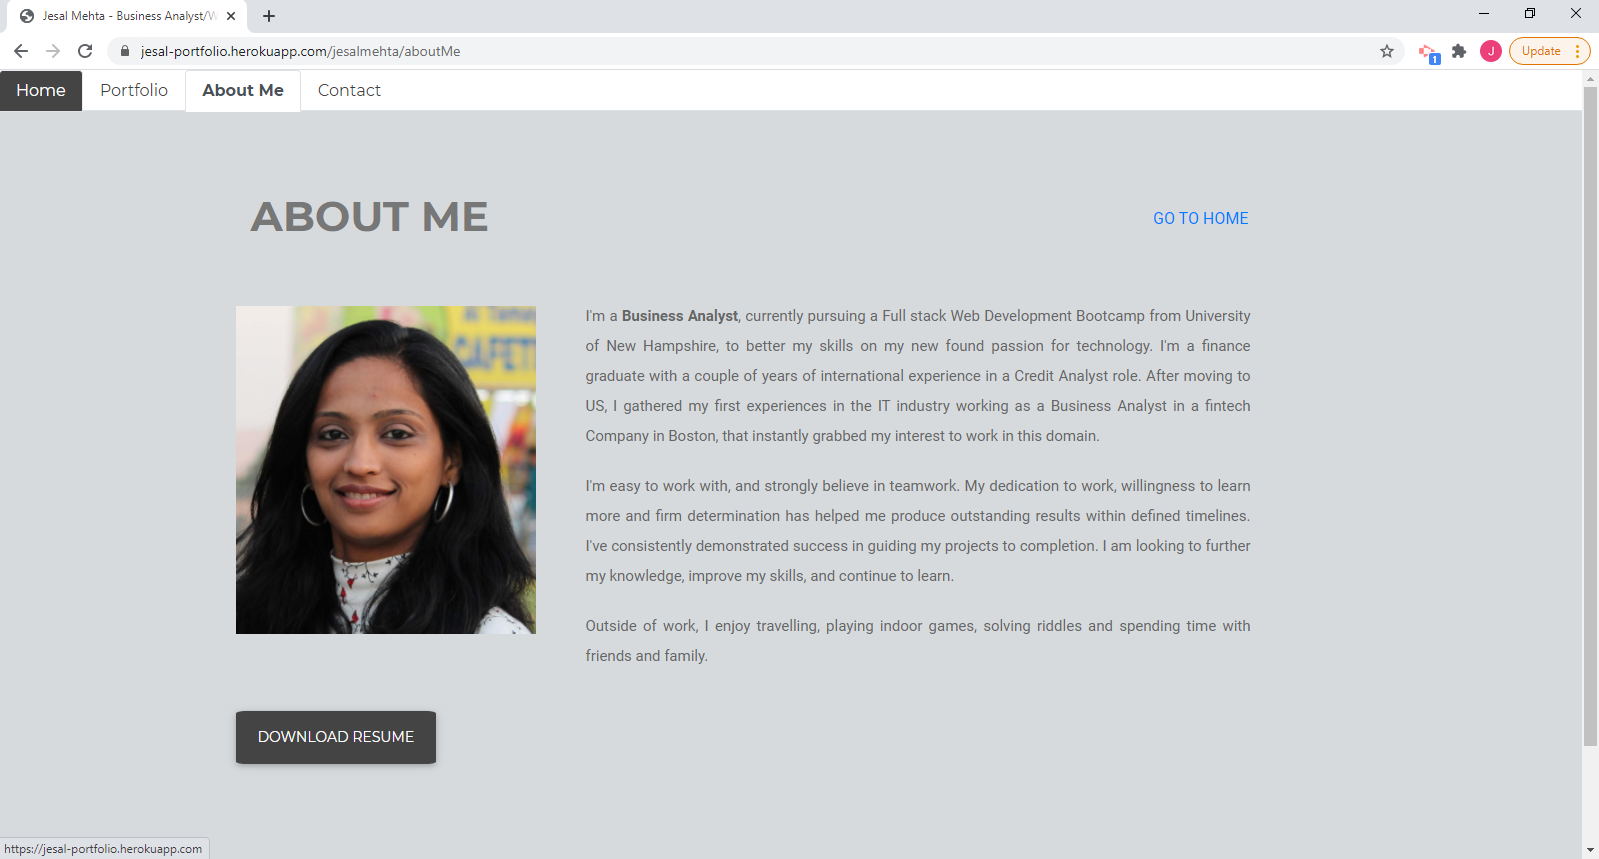 Jesal Mehta - Business Analyst/W
jesal-portfolio.herokuapp.com/jesalmehta/aboutMe
1
J
Update
Home
Portfolio
About Me
Contact
ABOUT ME
GO TO HOME
CAFET
I'm a Business Analyst, currently pursuing a Full stack Web Development Bootcamp from University
of New Hampshire, to better my skills on my new found passion for technology. I'm a finance
graduate with a couple of years of international experience in a Credit Analyst role. After moving to
US, I gathered my first experiences in the IT industry working as a Business Analyst in a fintech
Company in Boston, that instantly grabbed my interest to work in this domain.
I'm easy to work with, and strongly believe in teamwork. My dedication to work, willingness to learn
more and firm determination has helped me produce outstanding results within defined timelines.
I've consistently demonstrated success in guiding my projects to completion. I am looking to further
my knowledge, improve my skills, and continue to learn.
Outside of work, I enjoy travelling, playing indoor games, solving riddles and spending time with
friends and family.
DOWNLOAD RESUME
https://jesal-portfolio.herokuapp.com